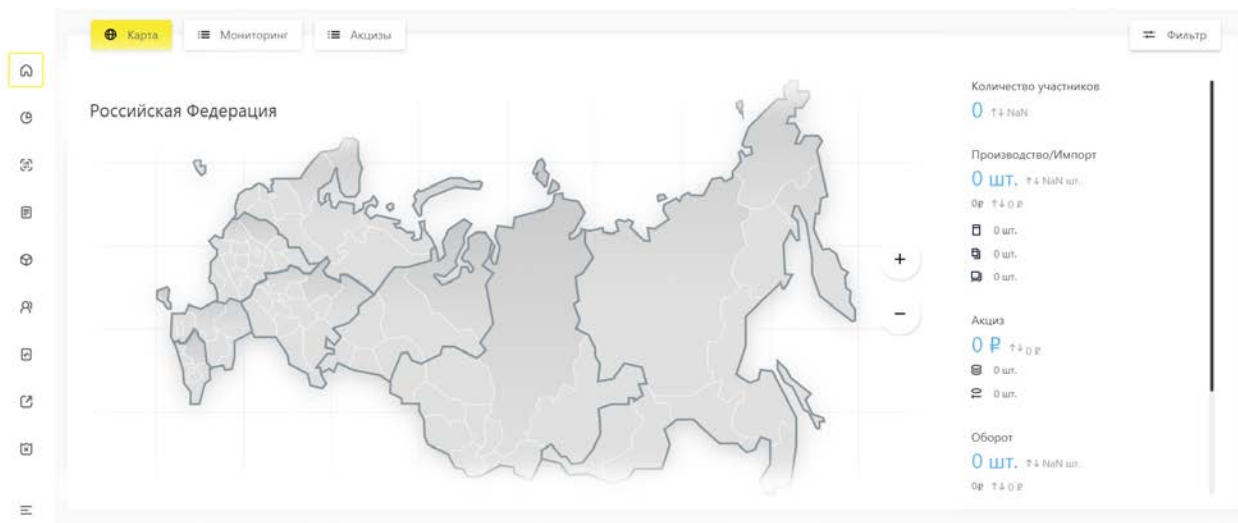 Карта
Мониторинг
Акцизы
Фильтр
Российская Федерация
Количество участников
0 ↑↓ NaN
Производство/Импорт
0 шт. ↑↓ NaN шт.
0₽ ↑↓ 0 ₽
0 шт.
0 шт.
0 шт.
+
−
Акциз
0 ₽ ↑↓ 0 ₽
0 шт.
0 шт.
Оборот
0 шт. ↑↓ NaN шт.
0₽ ↑↓ 0 ₽